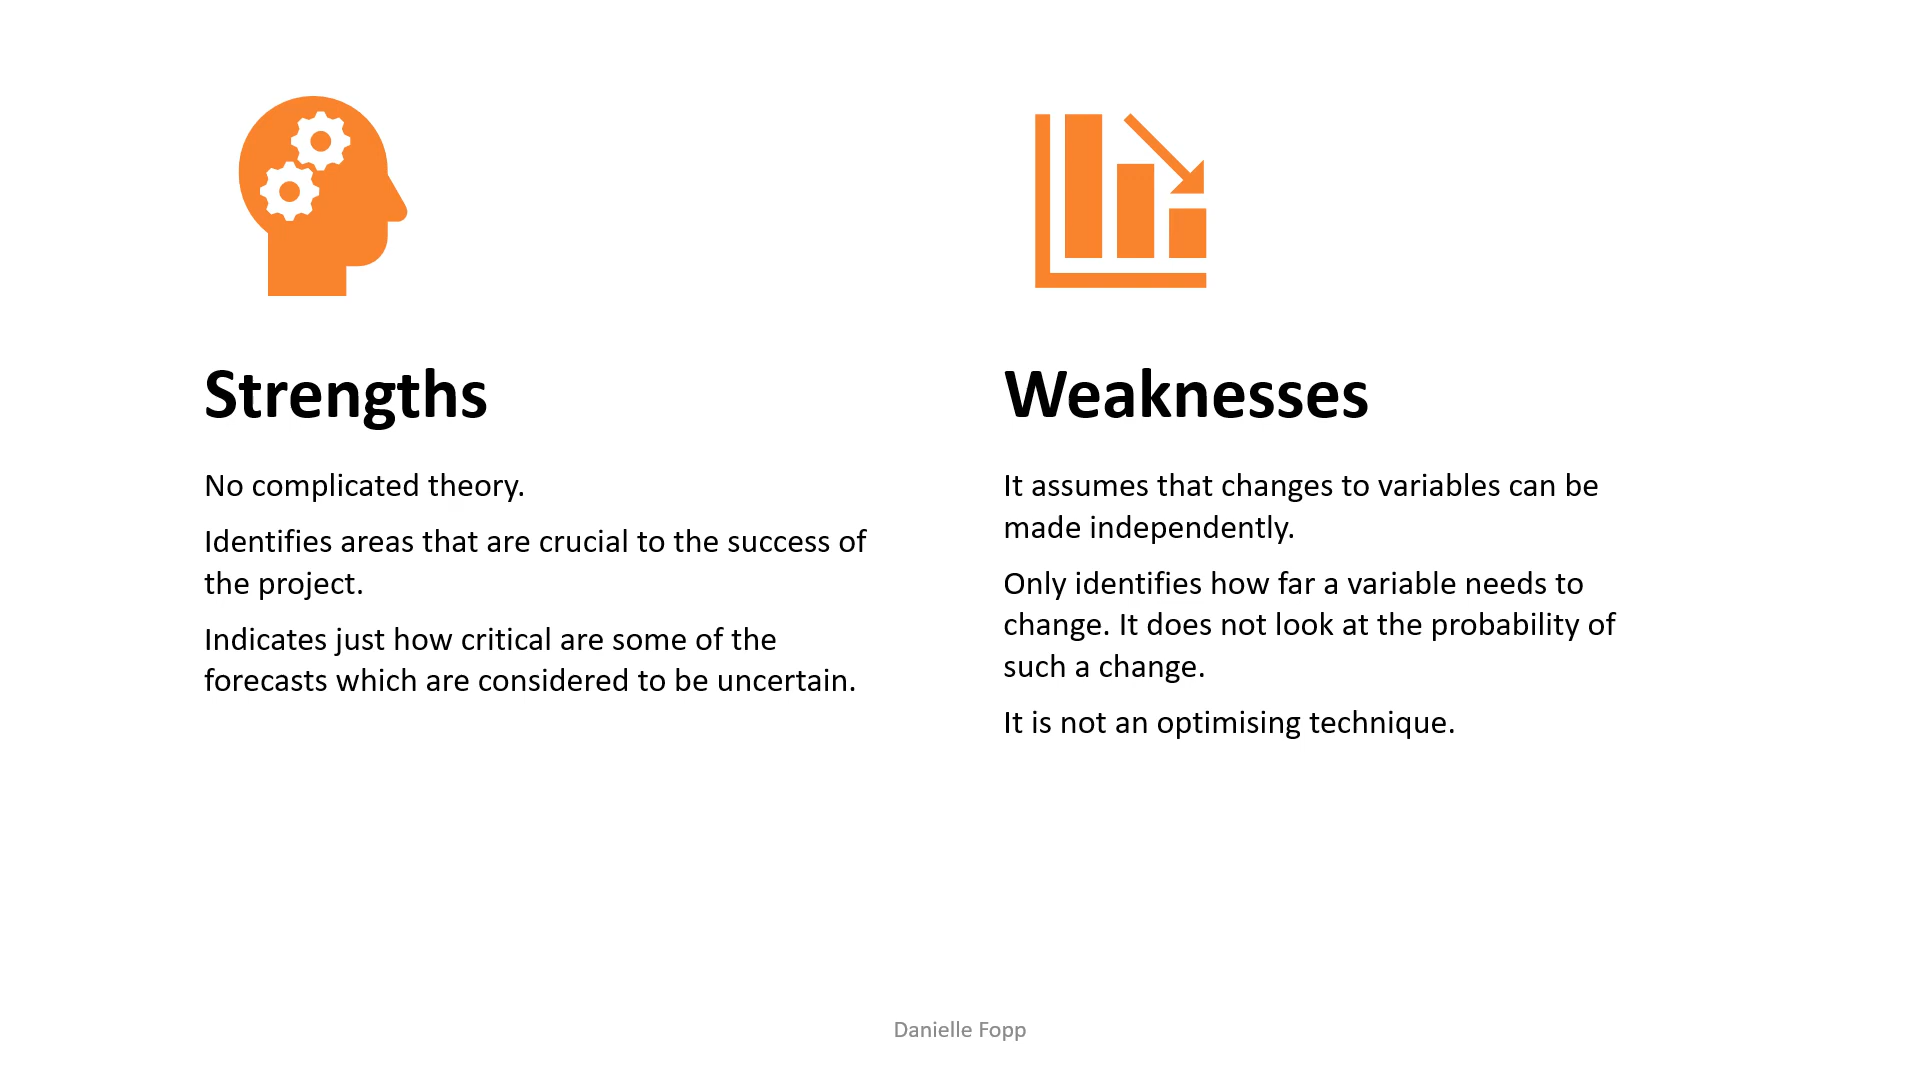 Strengths
No complicated theory.
Identifies areas that are crucial to the success of
the project.
Indicates just how critical are some of the
forecasts which are considered to be uncertain.
Weaknesses
It assumes that changes to variables can be
made independently.
Only identifies how far a variable needs to
change. It does not look at the probability of
such a change.
It is not an optimising technique.
Danielle Fopp